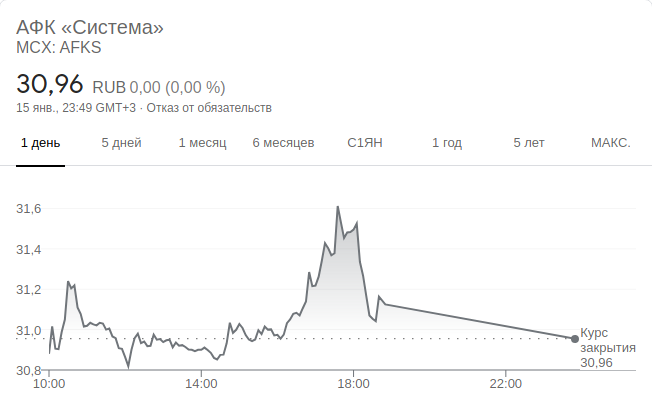 АФК «Система»
MCX: AFKS
30,96 RUB 0,00 (0,00 %)
15 янв., 23:49 GMT+3 · Отказ от обязательств
1 день 5 дней 1 месяц 6 месяцев С1ЯН 1 год 5 лет МАКС.
31,6
31,4
31,2
31,0
30,8
Курс
закрытия
30,96
10:00 14:00 18:00 22:00